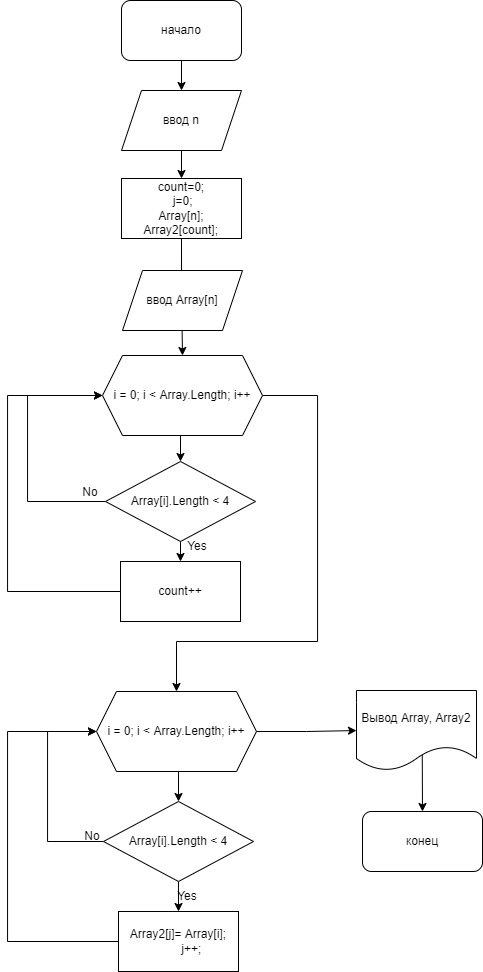 начало
ввод n
count=0;
j=0;
Array[n];
Array2[count];
ввод Array[n]
i = 0; i < Array.Length; i++
Array[i].Length < 4
No
Yes
count++
i = 0; i < Array.Length; i++
Вывод Array, Array2
Array[i].Length < 4
No
конец
Yes
Array2[j]= Array[i];
j++;